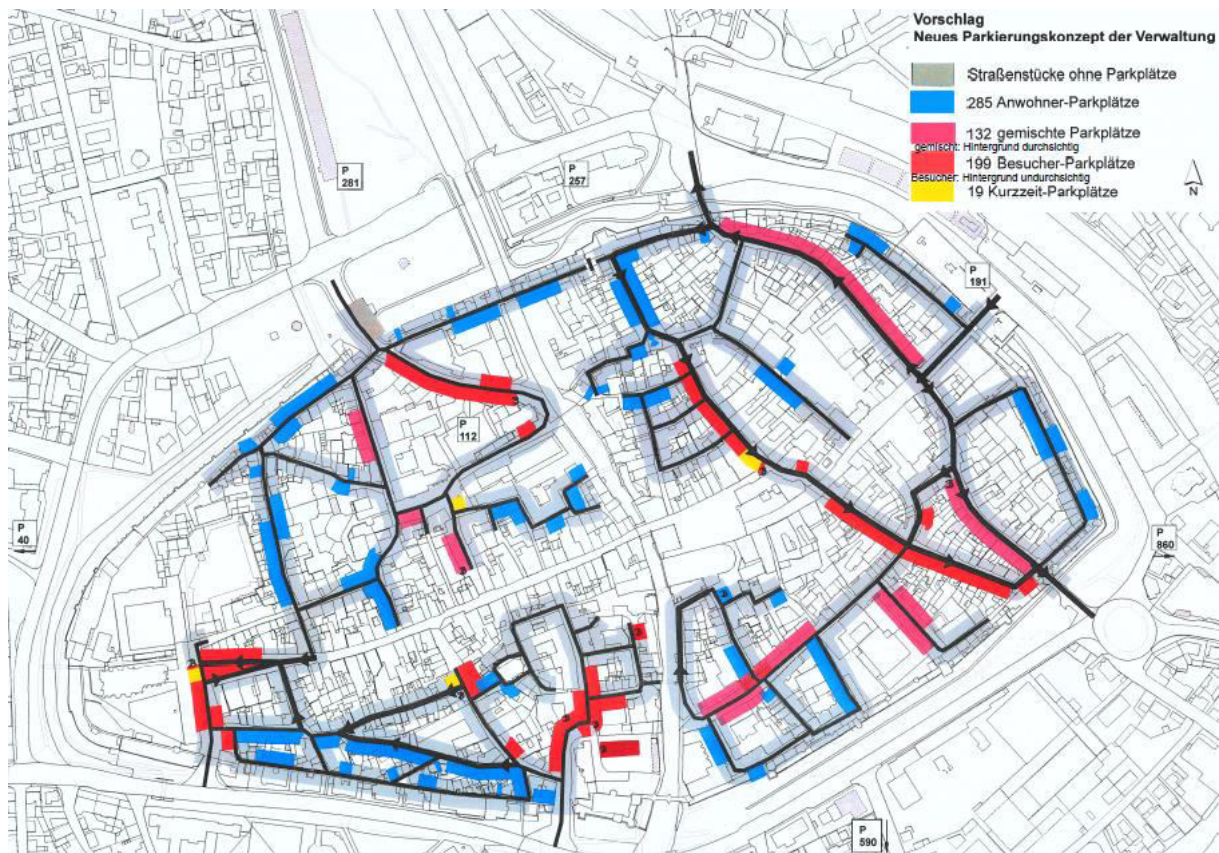 Vorschlag
Neues Parkierungskonzept der Verwaltung
Straßenstücke ohne Parkplätze
285 Anwohner-Parkplätze
132 gemischte Parkplätze
gemischt: Hintergrund durchsichtig
199 Besucher-Parkplätze
Besucher: Hintergrund undurchsichtig
19 Kurzzeit-Parkplätze
N
P
281
P
257
P
191
P
112
P
40
P
860
P
590